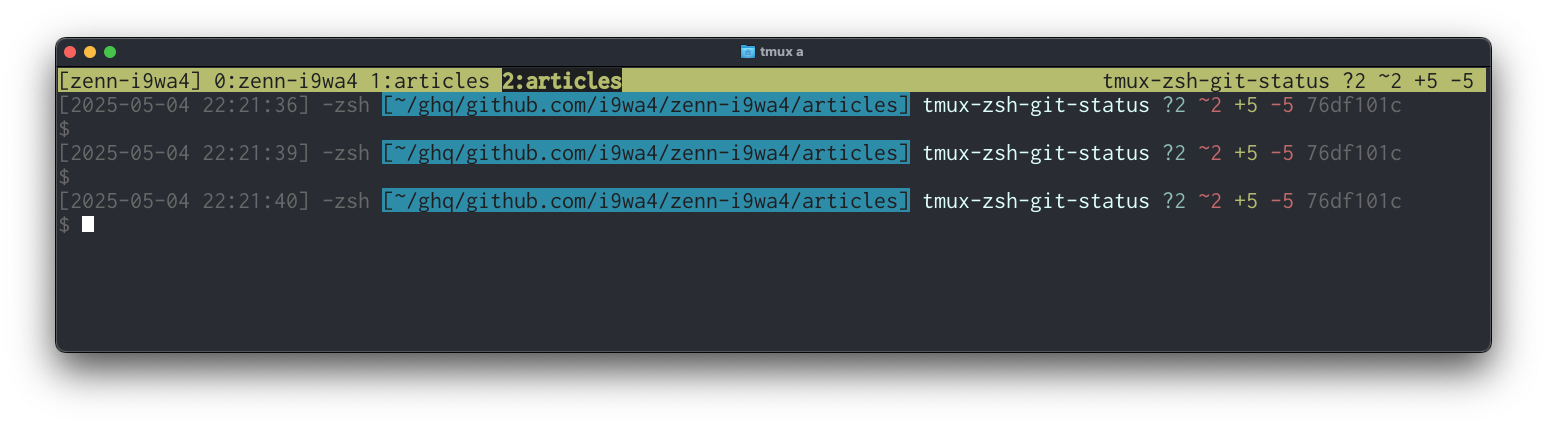 tmux a
[zenn-i9wa4] 0:zenn-i9wa4 1:articles 2:articles tmux-zsh-git-status ?2 ~2 +5 -5
[2025-05-04 22:21:36] -zsh [~/ghq/github.com/i9wa4/zenn-i9wa4/articles] tmux-zsh-git-status ?2 ~2 +5 -5 76df101c
$
[2025-05-04 22:21:39] -zsh [~/ghq/github.com/i9wa4/zenn-i9wa4/articles] tmux-zsh-git-status ?2 ~2 +5 -5 76df101c
$
[2025-05-04 22:21:40] -zsh [~/ghq/github.com/i9wa4/zenn-i9wa4/articles] tmux-zsh-git-status ?2 ~2 +5 -5 76df101c
$